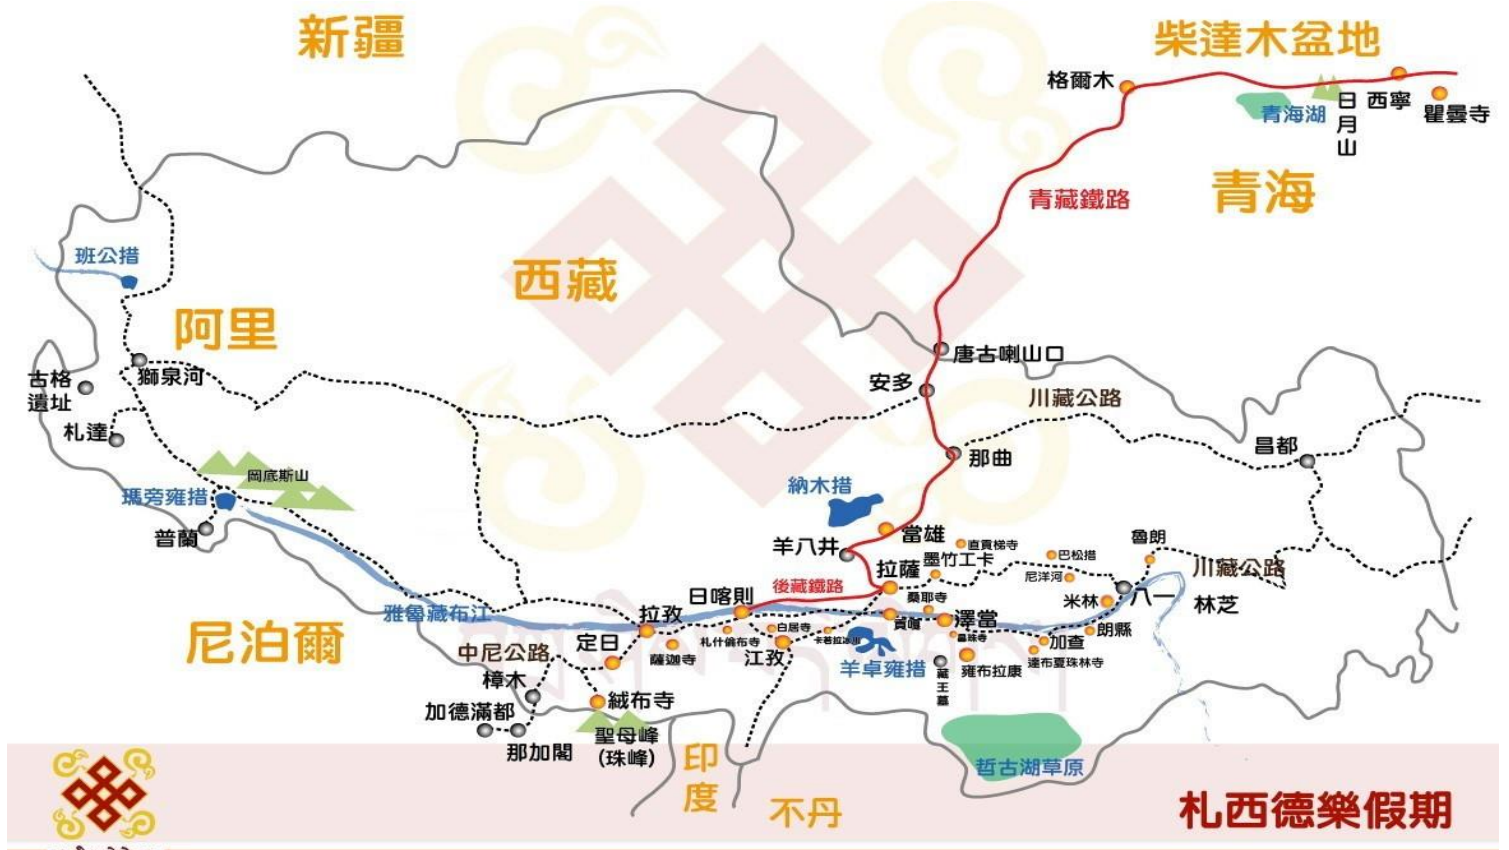 新疆
柴達木盆地
格爾木
青海湖
日月山
西寧
瞿曇寺
青藏鐵路
青海
班公措
西藏
阿里
獅泉河
古格
遺址
札達
唐古喇山口
安多
川藏公路
那曲
昌都
岡底斯山
瑪旁雍措
普蘭
納木措
當雄
羊八井
直貢梯寺
墨竹工卡
巴松措
魯朗
拉薩
尼洋河
川藏公路
後藏鐵路
八一
林芝
米林
桑耶寺
日喀則
雅魯藏布江
拉孜
澤當
貢嘎
朗縣
尼泊爾
定日
札什倫布寺
白居寺
卡若拉冰川
昌珠寺
加查
中尼公路
薩迦寺
江孜
羊卓雍措
達布夏珠林寺
雍布拉康
藏王墓
樟木
絨布寺
加德滿都
那加閣
聖母峰
(珠峰)
印度
哲古湖草原
不丹
札西德樂假期